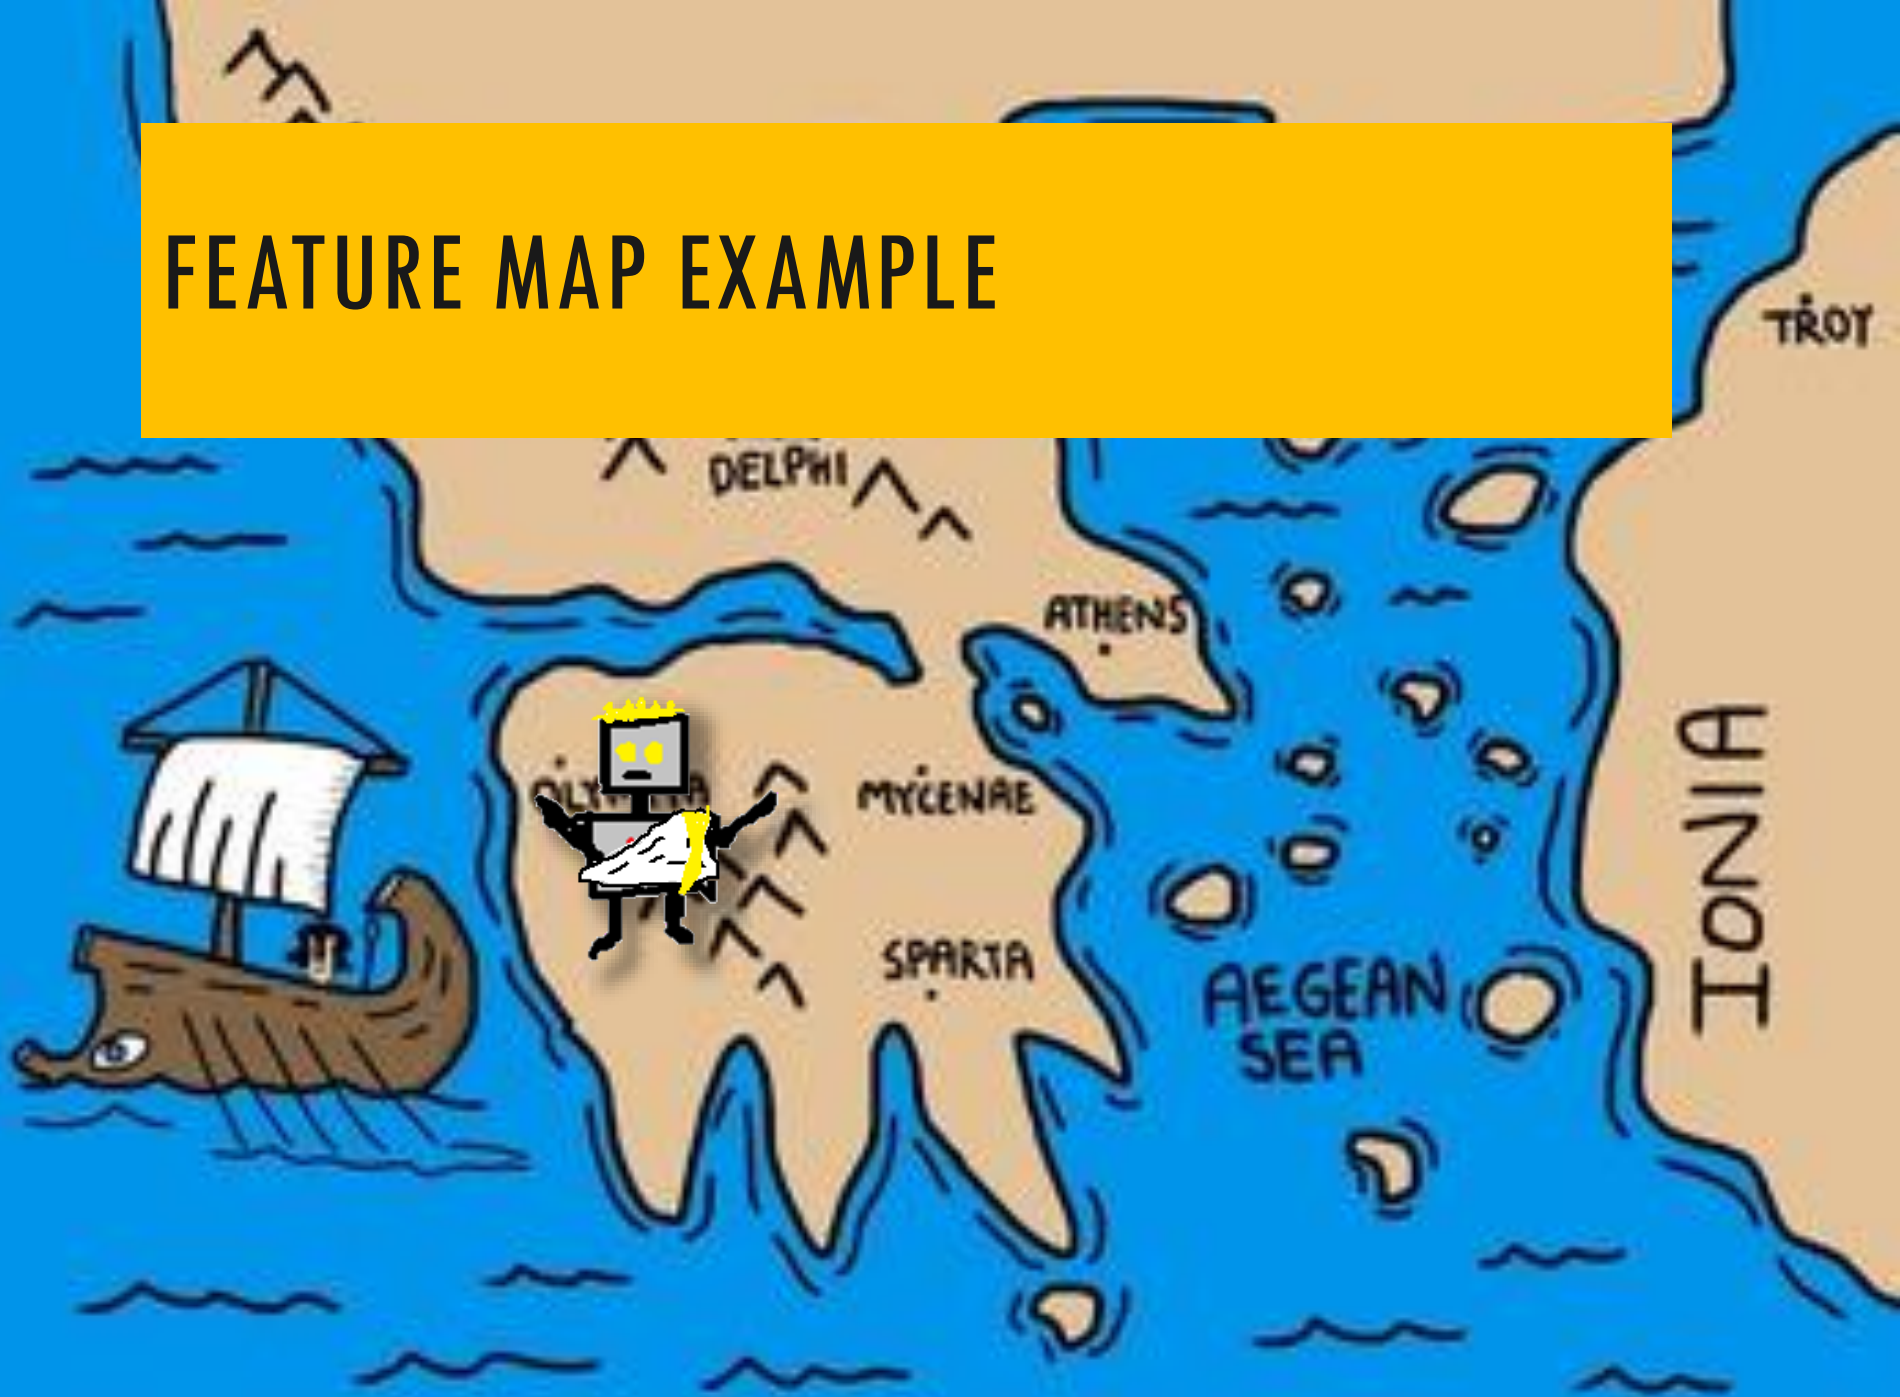 FEATURE MAP EXAMPLE
TROY
DELPHI
ATHENS
MYCENAE
SPARTA
AEGEAN
SEA
IONIA